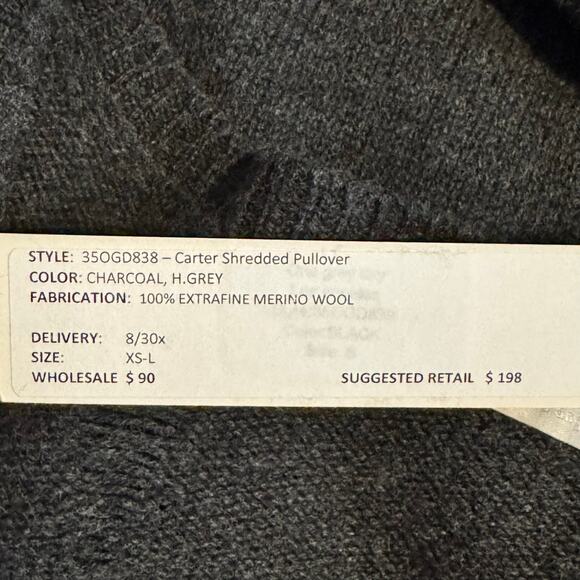 STYLE: 35OGD838 – Carter Shredded Pullover
COLOR: CHARCOAL, H.GREY
FABRICATION: 100% EXTRAFINE MERINO WOOL
DELIVERY: 8/30x
SIZE: XS-L
WHOLESALE $ 90 SUGGESTED RETAIL $ 198